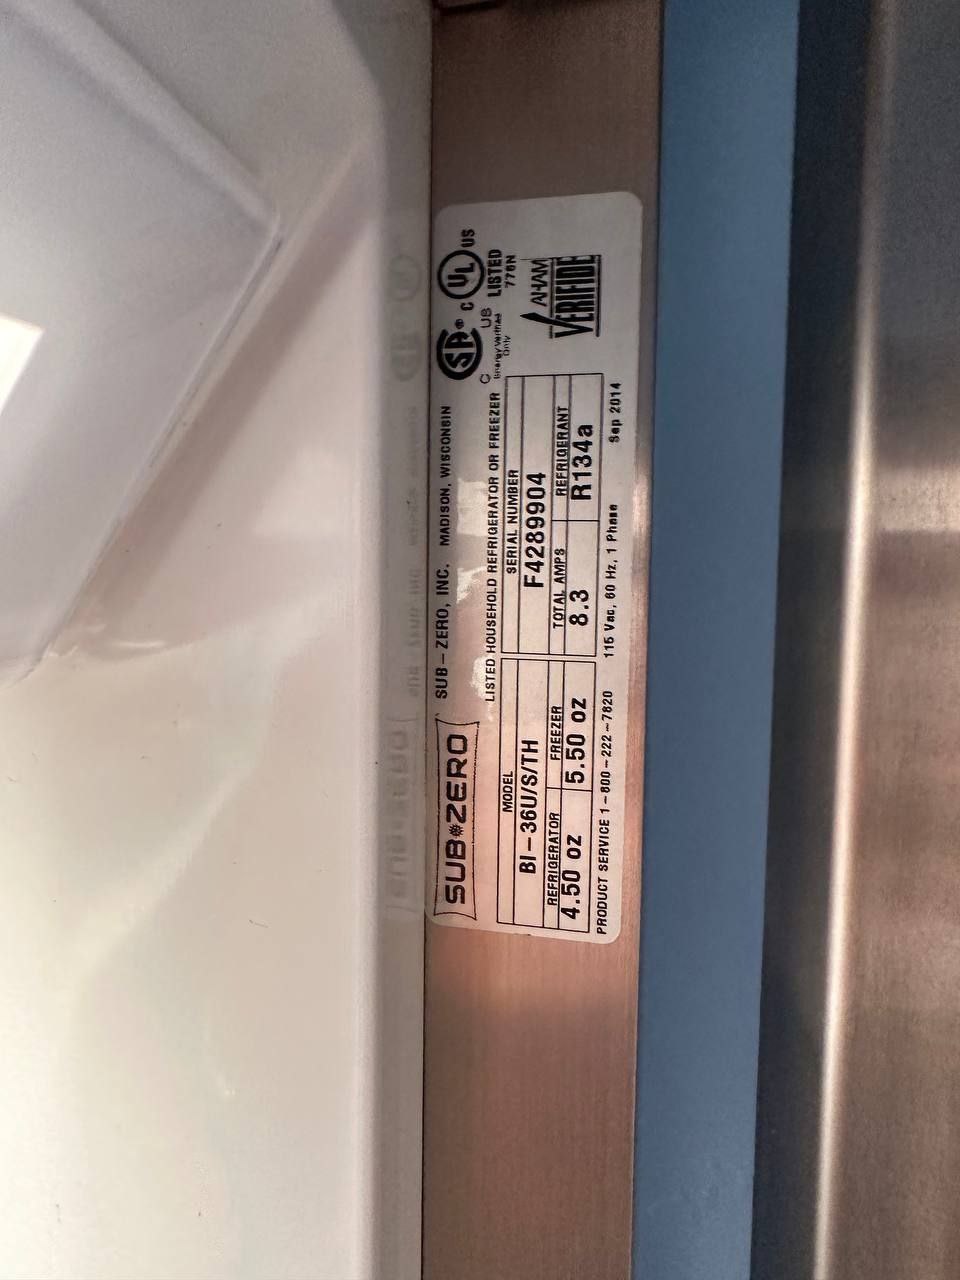 SUB ZERO SUB-ZERO, INC. MADISON, WISCONSIN
SA® C UL US
LISTED HOUSEHOLD REFRIGERATOR OR FREEZER
C US
Energy Verified
Only
LISTED
776N
MODEL
BI-36U/S/TH
SERIAL NUMBER
F4289904
REFRIGERATOR FREEZER
4.50 OZ 5.50 OZ
TOTAL AMPS REFRIGERANT
8.3 R134a
AHAM
VERIFIDE
PRODUCT SERVICE 1-800-222-7820 115 Vac, 60 Hz, 1 Phase Sep 2014